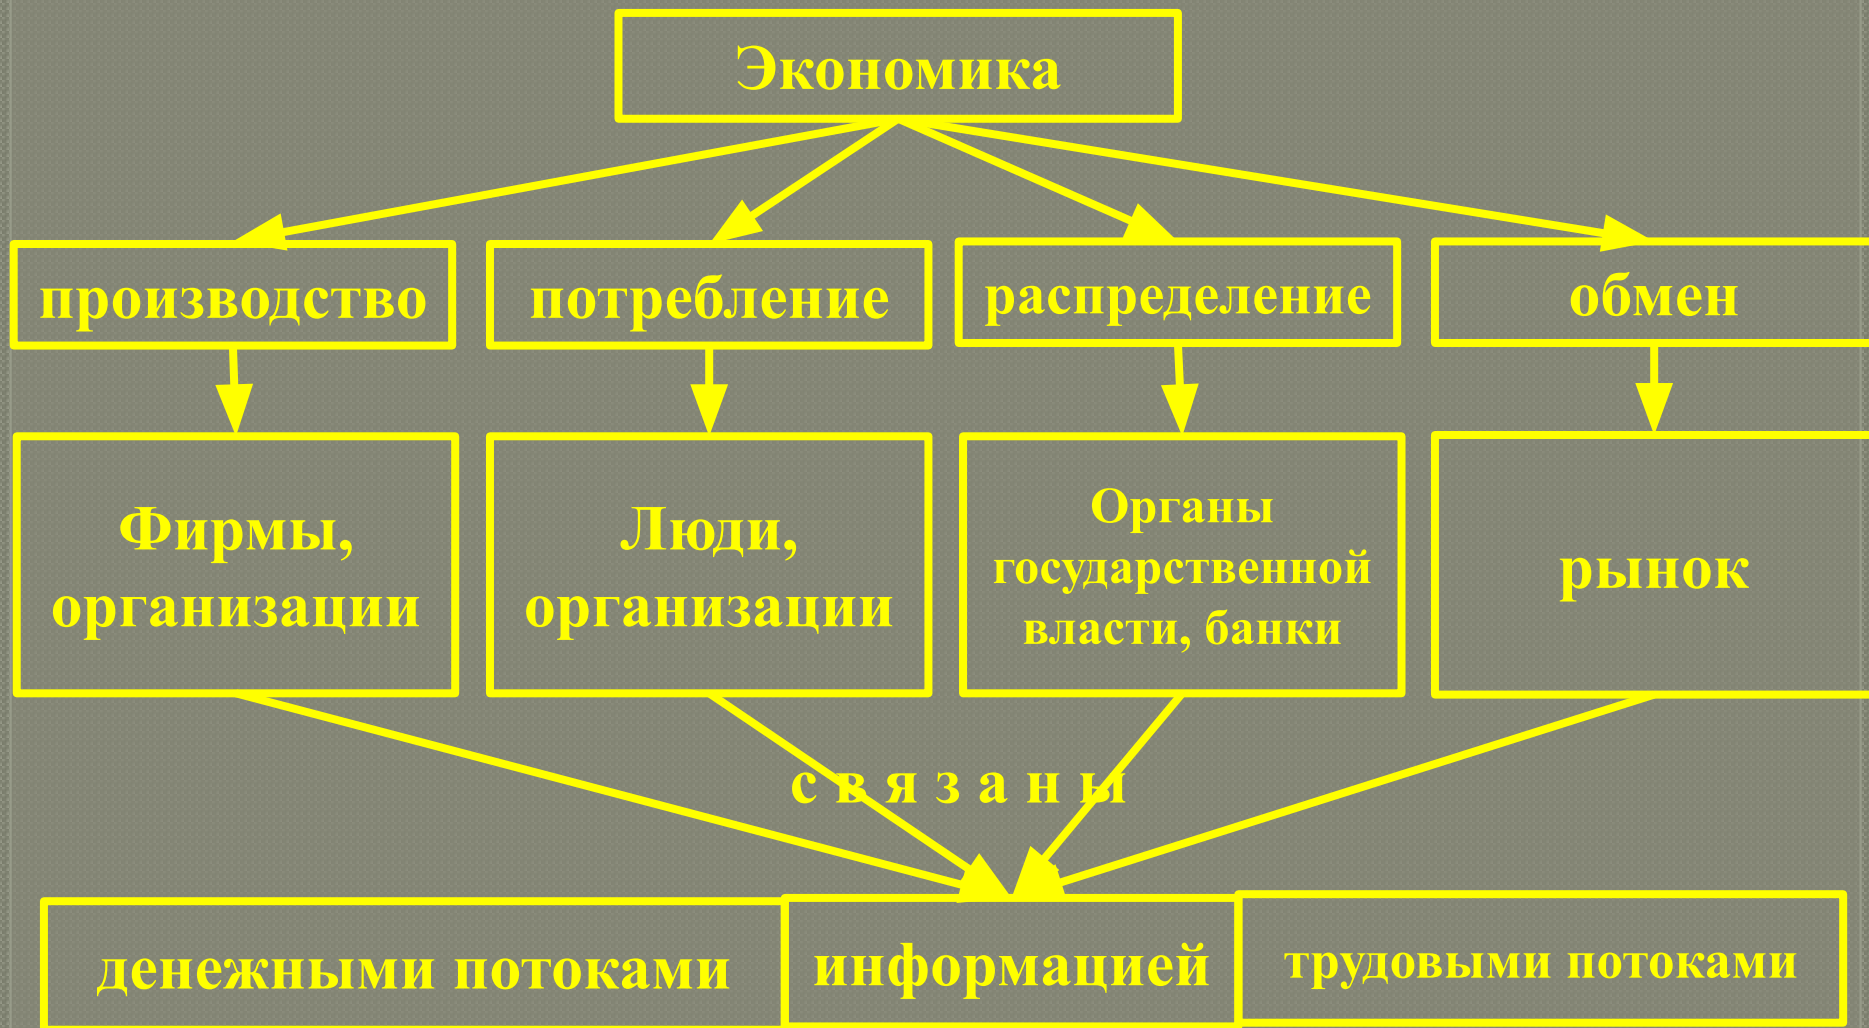 Экономика
производство
потребление
распределение
обмен
Фирмы,
организации
Люди,
организации
Органы
государственной
власти, банки
рынок
с в я з а н ы
денежными потоками
информацией
трудовыми потоками